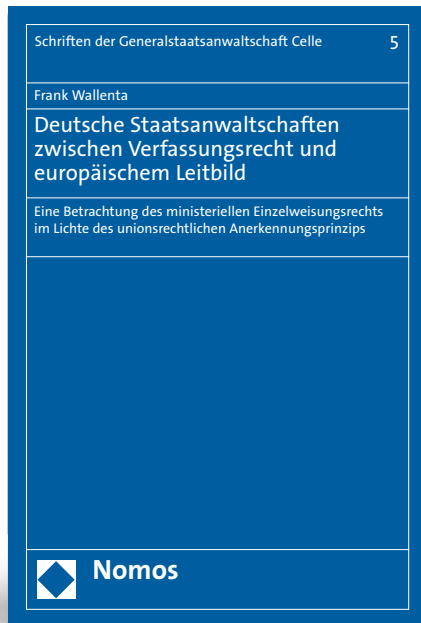 Schriften der Generalstaatsanwaltschaft Celle 5
Frank Wallenta
Deutsche Staatsanwaltschaften
zwischen Verfassungsrecht und
europäischem Leitbild
Eine Betrachtung des ministeriellen Einzelweisungsrechts
im Lichte des unionsrechtlichen Anerkennungsprinzips
Nomos